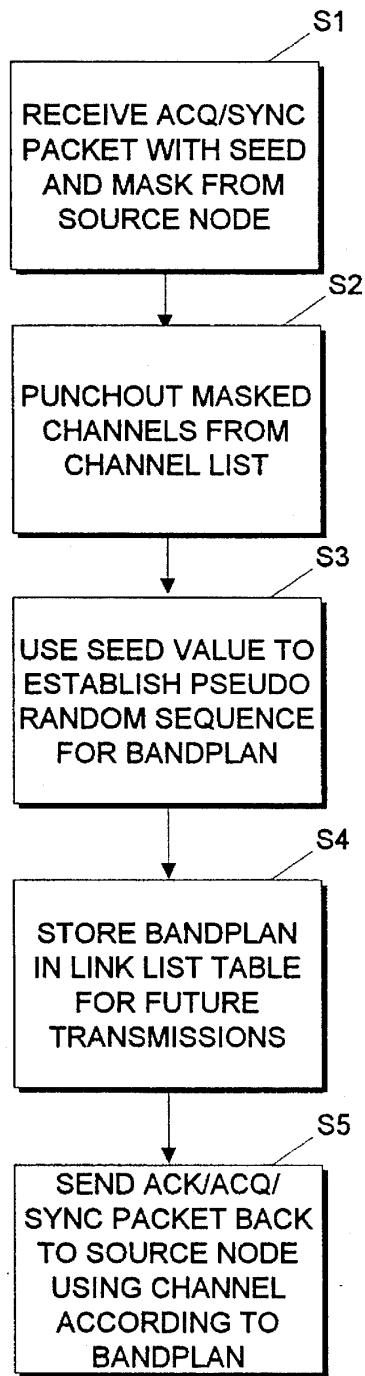 S1
RECEIVE ACQ/SYNC
PACKET WITH SEED
AND MASK FROM
SOURCE NODE
S2
PUNCHOUT MASKED
CHANNELS FROM
CHANNEL LIST
S3
USE SEED VALUE TO
ESTABLISH PSEUDO
RANDOM SEQUENCE
FOR BANDPLAN
S4
STORE BANDPLAN
IN LINK LIST TABLE
FOR FUTURE
TRANSMISSIONS
S5
SEND ACK/ACQ/
SYNC PACKET BACK
TO SOURCE NODE
USING CHANNEL
ACCORDING TO
BANDPLAN